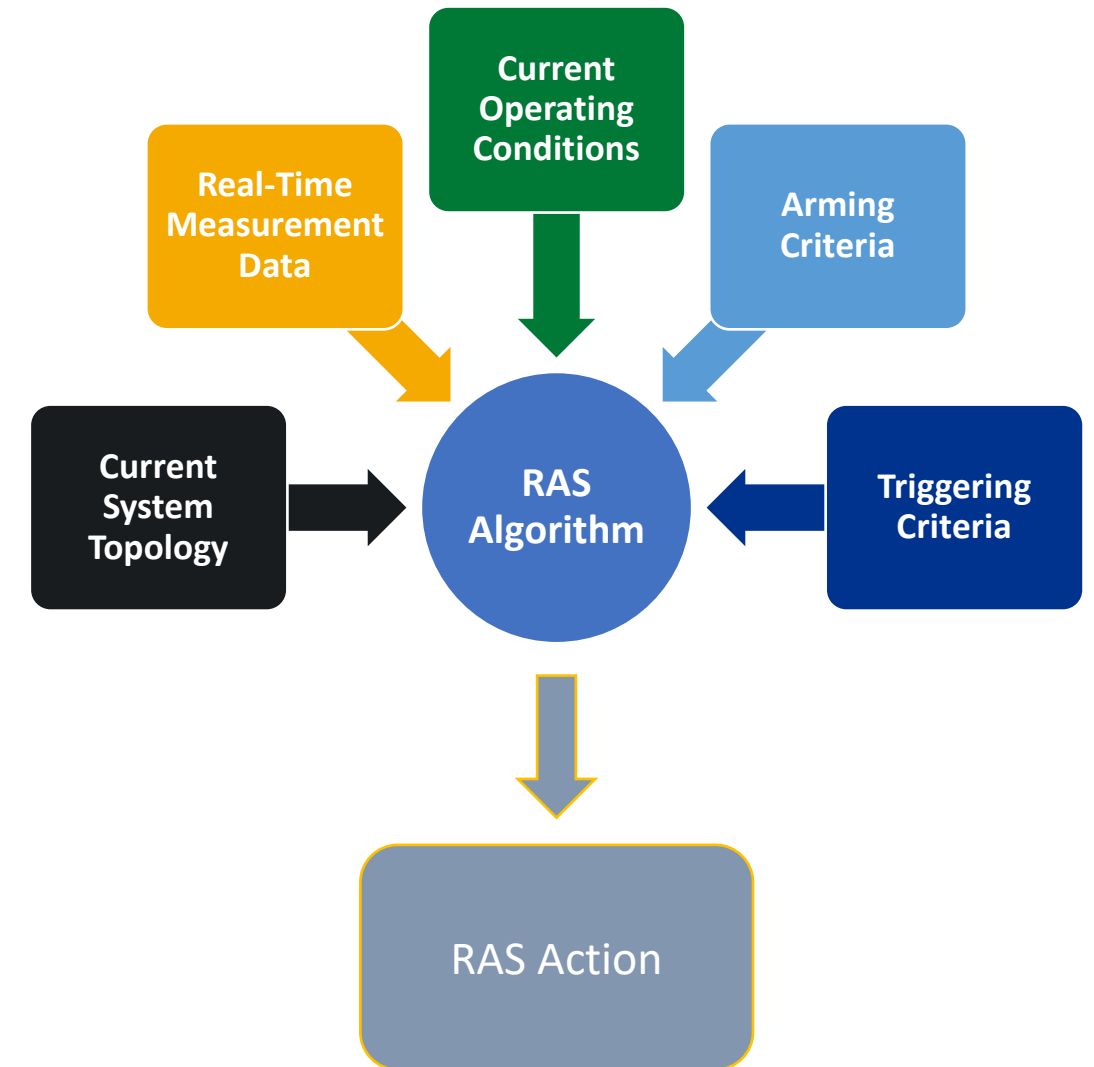 Current
Operating
Conditions
Real-Time
Measurement
Data
Arming
Criteria
Current
System
Topology
RAS
Algorithm
Triggering
Criteria
RAS Action